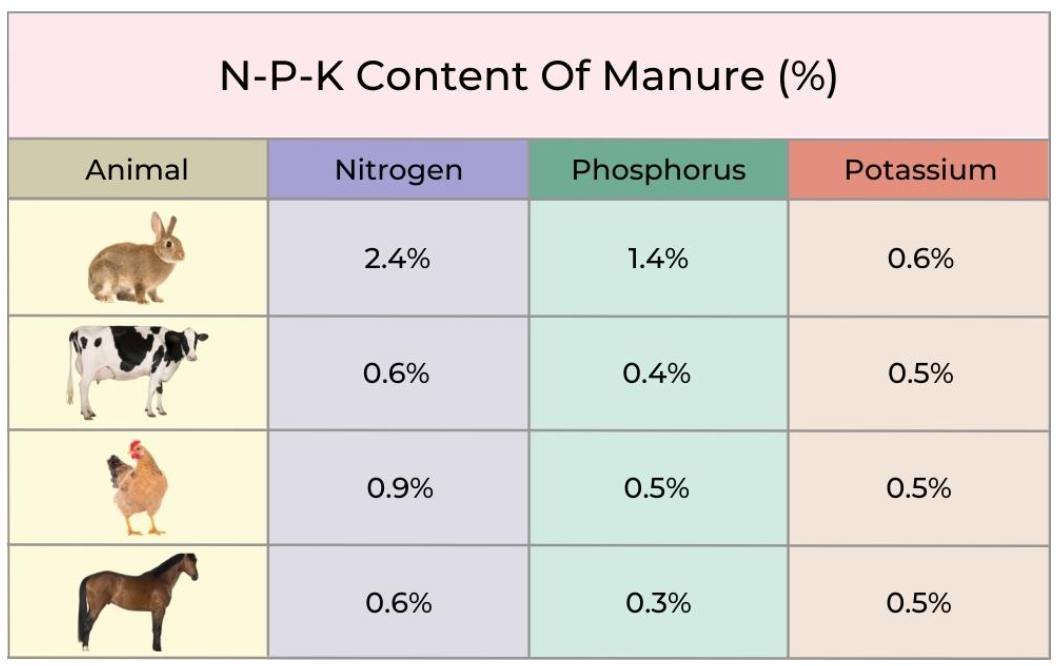 N-P-K Content Of Manure (%)
Animal Nitrogen Phosphorus Potassium
2.4% 1.4% 0.6%
0.6% 0.4% 0.5%
0.9% 0.5% 0.5%
0.6% 0.3% 0.5%